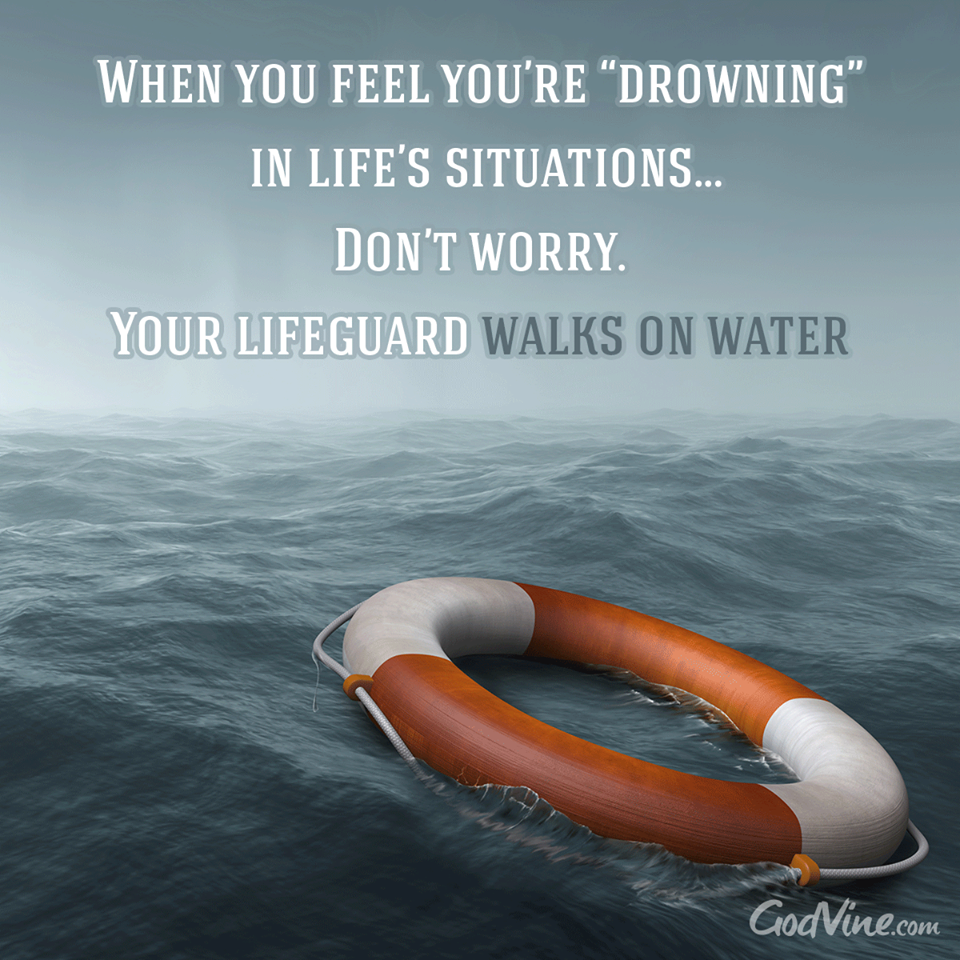 When you feel you're “drowning”
in life's situations...
Don't worry.
Your lifeguard walks on water
GodVine.com